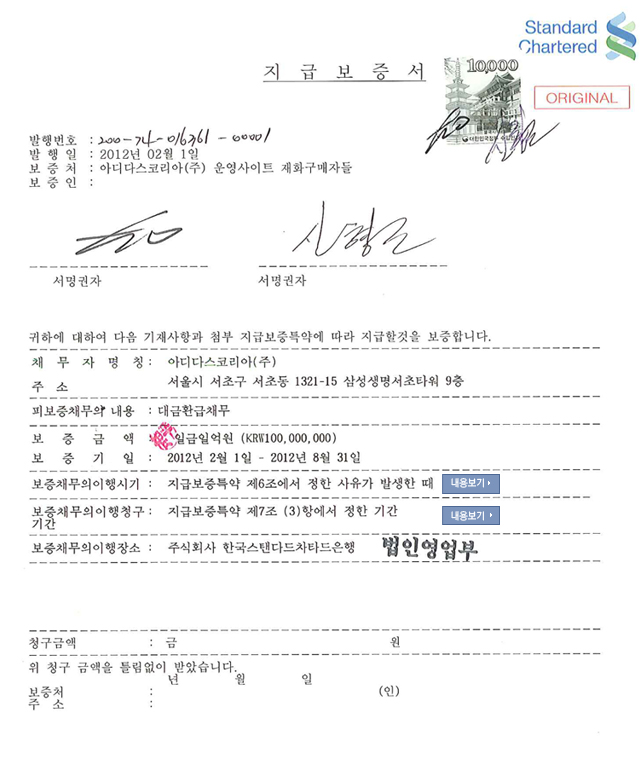 Standard
Chartered
지 급 보 증 서
10,000
ORIGINAL
발행번호 : 200-74-016361-00001
발 행 일 : 2012년 02월 1일
보 증 처 : 아디다스코리아(주) 운영사이트 재화구매자들
보 증 인 :
서명권자 서명권자
귀하에 대하여 다음 기재사항과 첨부 지급보증특약에 따라 지급할것을 보증합니다.
채 무 자 명 칭 : 아디다스코리아(주)
주 소 서울시 서초구 서초동 1321-15 삼성생명서초타워 9층
피보증채무의 내용 : 대금환급채무
보 증 금 액 : 일금일억원 (KRW100,000,000)
보 증 기 일 : 2012년 2월 1일 - 2012년 8월 31일
보증채무의이행시기 : 지급보증특약 제6조에서 정한 사유가 발생한 때 내용보기
보증채무의이행청구 : 지급보증특약 제7조 (3)항에서 정한 기간 내용보기
기간
보증채무의이행장소 : 주식회사 한국스탠다드차타드은행 법인영업부
청구금액 : 금 원
위 청구 금액을 틀림없이 받았습니다.
년 월 일
보증처 : (인)
주 소 :